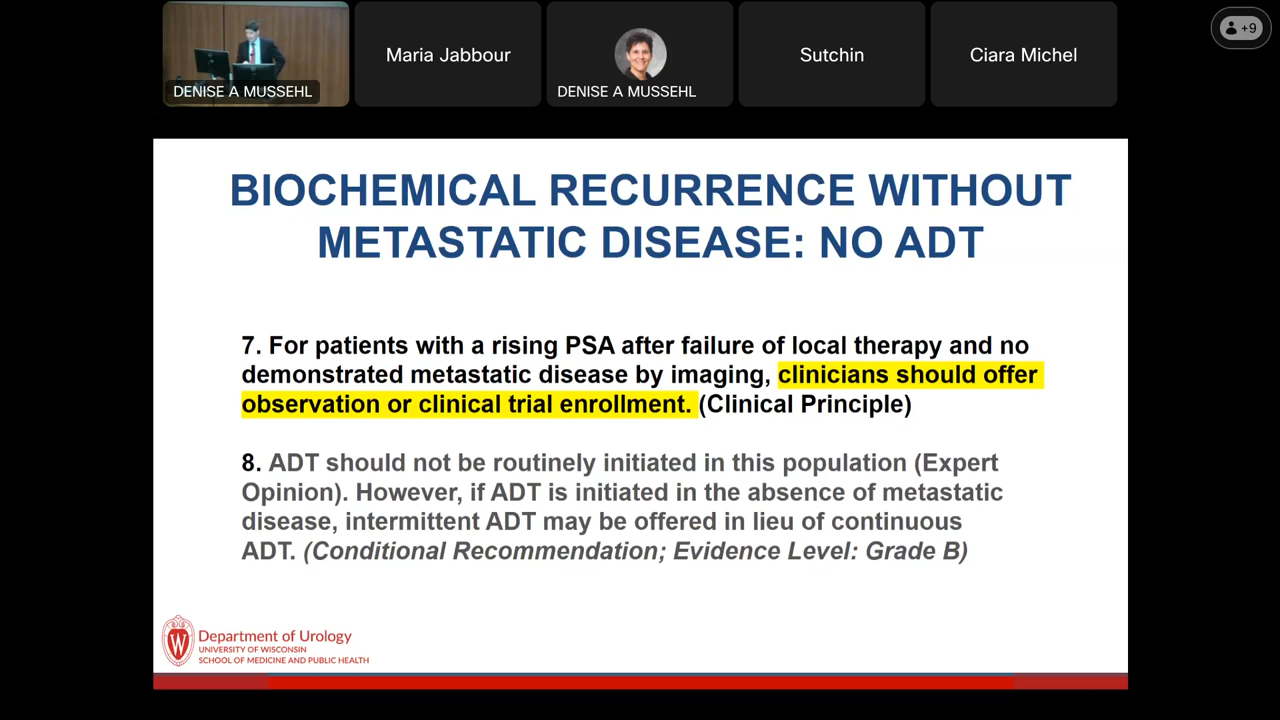 DENISE A MUSSEHL
Maria Jabbour
DENISE A MUSSEHL
Sutchin
Ciara Michel
+9
BIOCHEMICAL RECURRENCE WITHOUT
METASTATIC DISEASE: NO ADT
7. For patients with a rising PSA after failure of local therapy and no
demonstrated metastatic disease by imaging, clinicians should offer
observation or clinical trial enrollment. (Clinical Principle)
8. ADT should not be routinely initiated in this population (Expert
Opinion). However, if ADT is initiated in the absence of metastatic
disease, intermittent ADT may be offered in lieu of continuous
ADT. (Conditional Recommendation; Evidence Level: Grade B)
W
Department of Urology
UNIVERSITY OF WISCONSIN
SCHOOL OF MEDICINE AND PUBLIC HEALTH